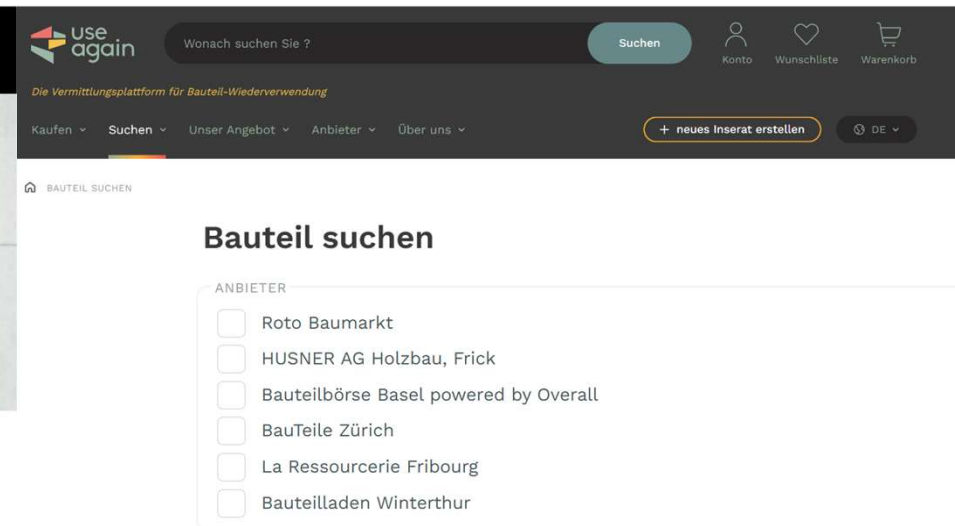 use
again
Wonach suchen Sie ?
Suchen
Konto
Wunschliste
Warenkorb
Die Vermittlungsplattform für Bauteil-Wiederverwendung
Kaufen
Suchen
Unser Angebot
Anbieter
Über uns
+ neues Inserat erstellen
DE
BAUTEIL SUCHEN
Bauteil suchen
ANBIETER
Roto Baumarkt
HUSNER AG Holzbau, Frick
Bauteilbörse Basel powered by Overall
BauTeile Zürich
La Ressourcerie Fribourg
Bauteilladen Winterthur